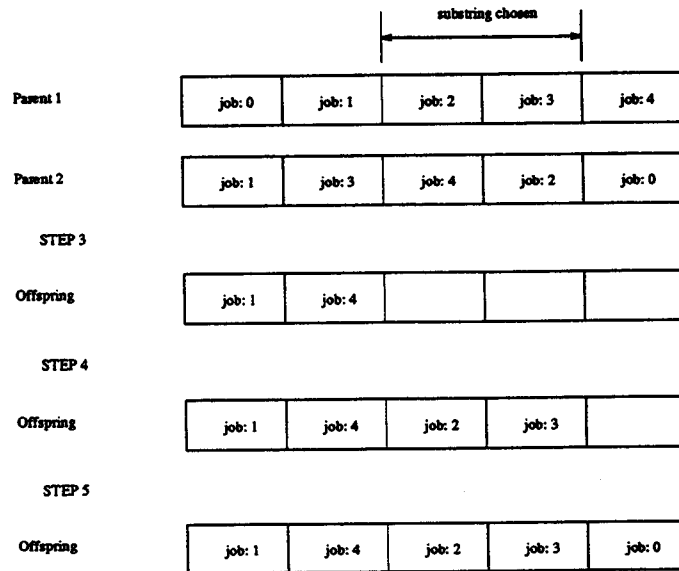 substring chosen
Parent 1 job: 0 job: 1 job: 2 job: 3 job: 4
Parent 2 job: 1 job: 3 job: 4 job: 2 job: 0
STEP 3
Offspring job: 1 job: 4
STEP 4
Offspring job: 1 job: 4 job: 2 job: 3
STEP 5
Offspring job: 1 job: 4 job: 2 job: 3 job: 0